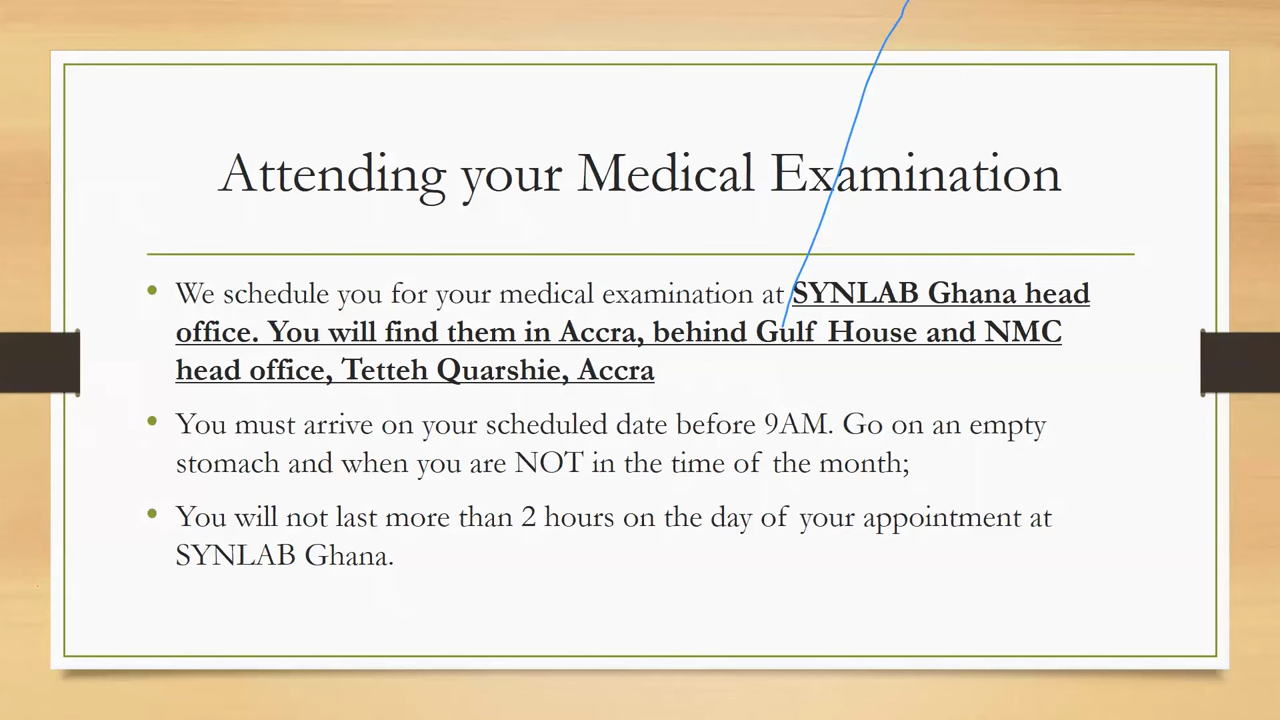 Attending your Medical Examination
• We schedule you for your medical examination at SYNLAB Ghana head
office. You will find them in Accra, behind Gulf House and NMC
head office, Tetteh Quarshie, Accra
• You must arrive on your scheduled date before 9AM. Go on an empty
stomach and when you are NOT in the time of the month;
• You will not last more than 2 hours on the day of your appointment at
SYNLAB Ghana.